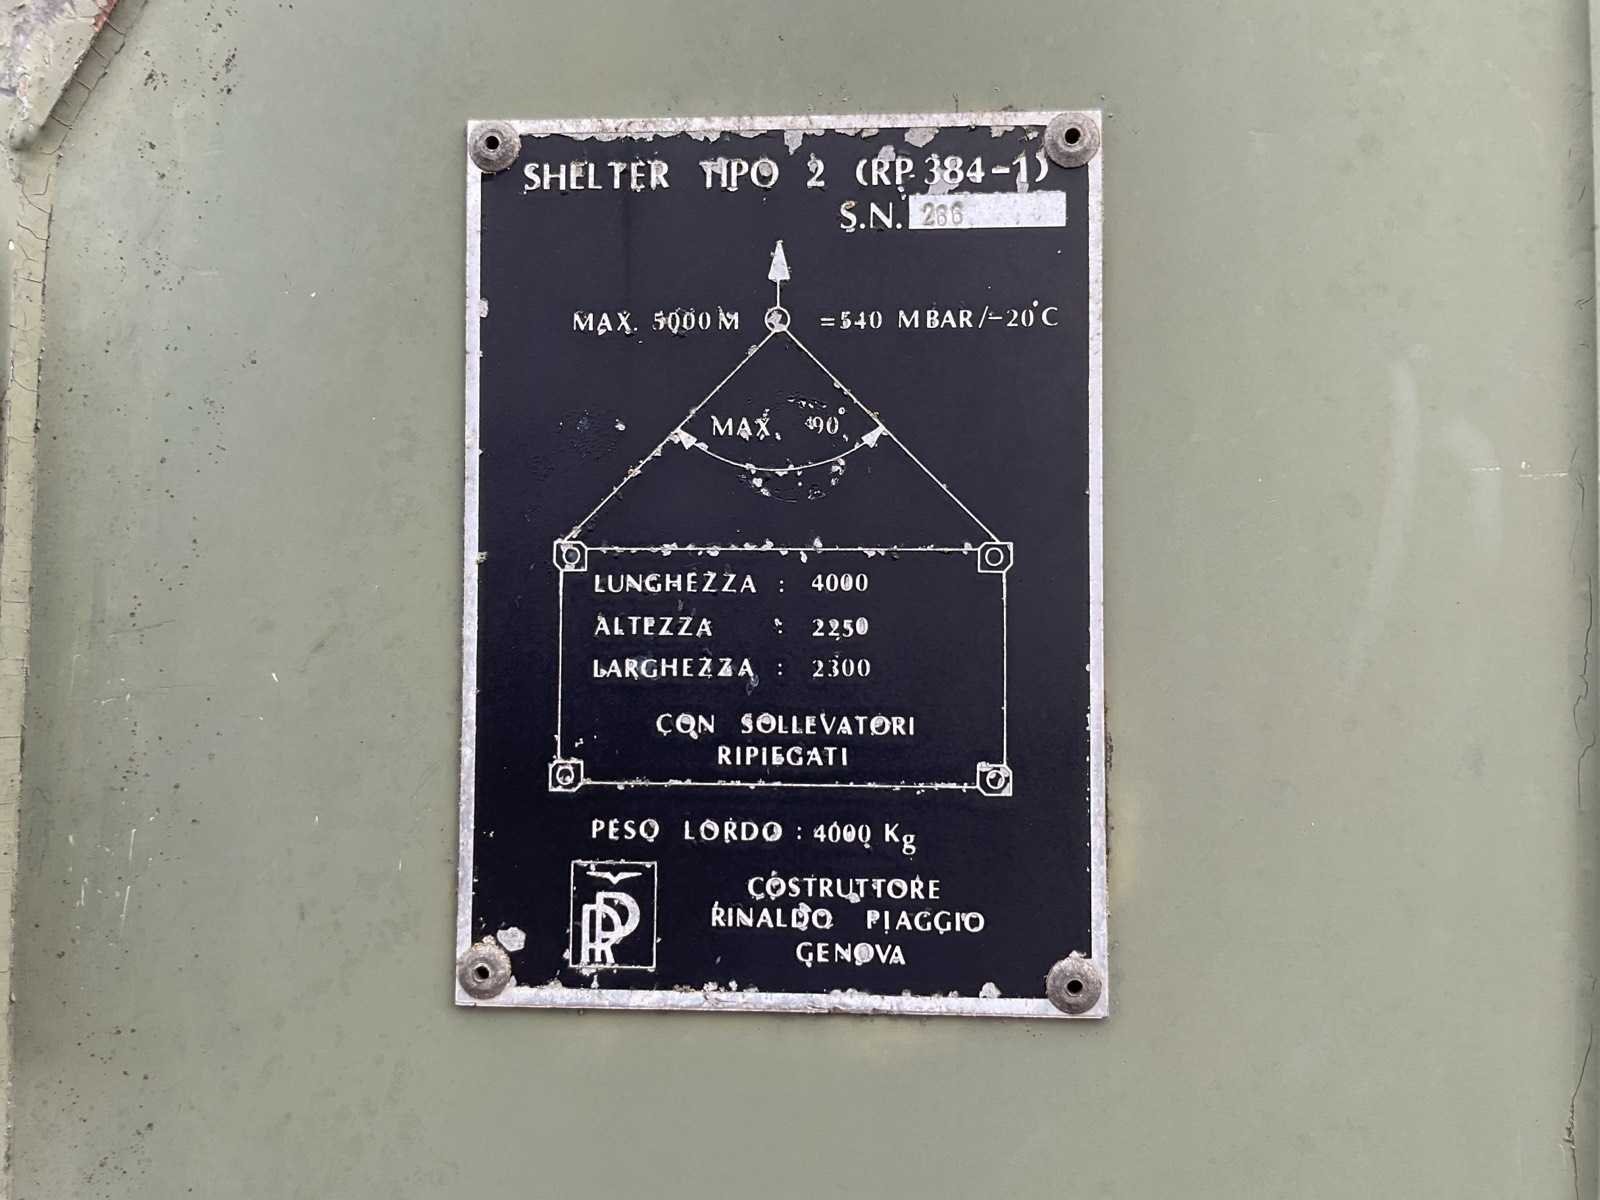 SHELTER TIPO 2 (RP 384-1)
S.N. 266
MAX. 5000 M =540 MBAR/-20°C
MAX. 90°
LUNGHEZZA : 4000
ALTEZZA : 2250
LARGHEZZA : 2300
CON SOLLEVATORI
RIPIEGATI
PESO LORDO : 4000 Kg
RP
COSTRUTTORE
RINALDO PIAGGIO
GENOVA